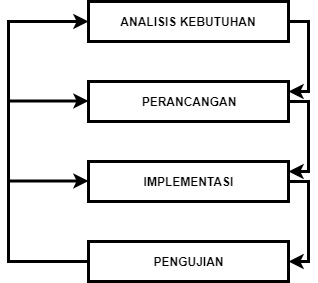 ANALISIS KEBUTUHAN
PERANCANGAN
IMPLEMENTASI
PENGUJIAN